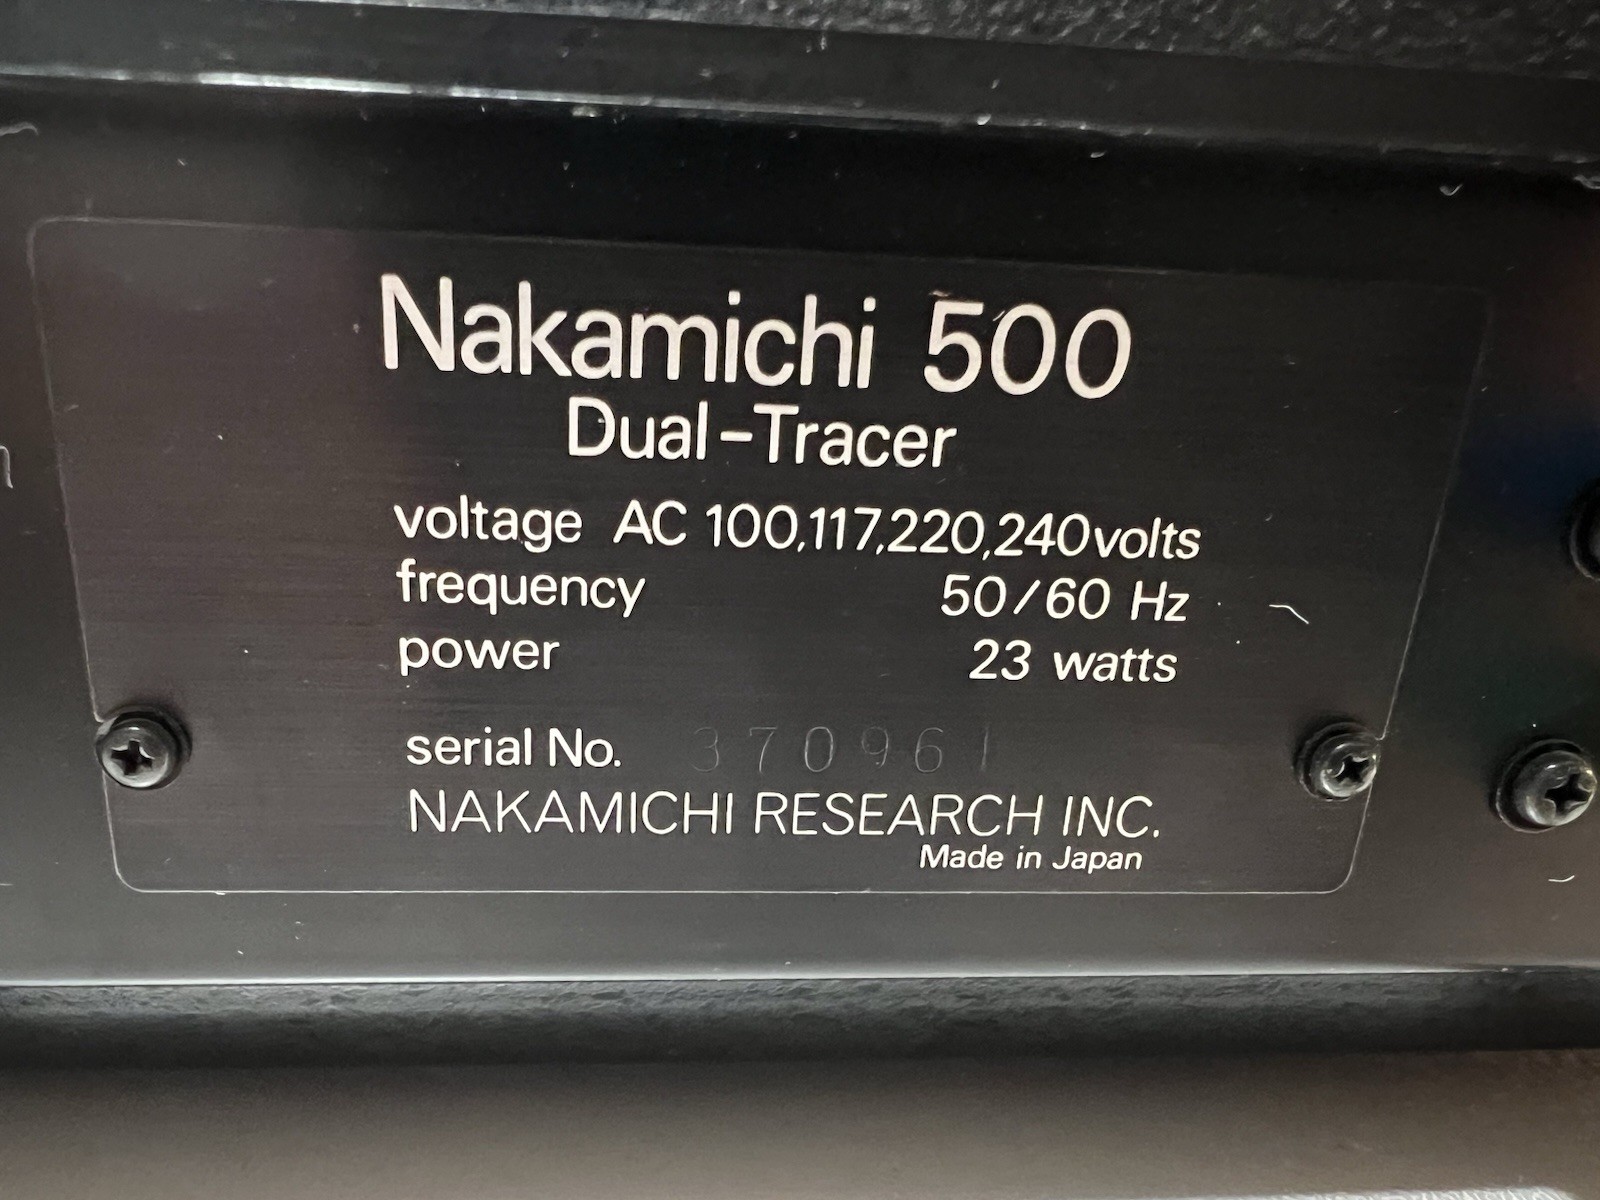 Nakamichi 500
Dual-Tracer
voltage AC 100,117,220,240volts
frequency 50/60 Hz
power 23 watts
serial No. 370961
NAKAMICHI RESEARCH INC.
Made in Japan